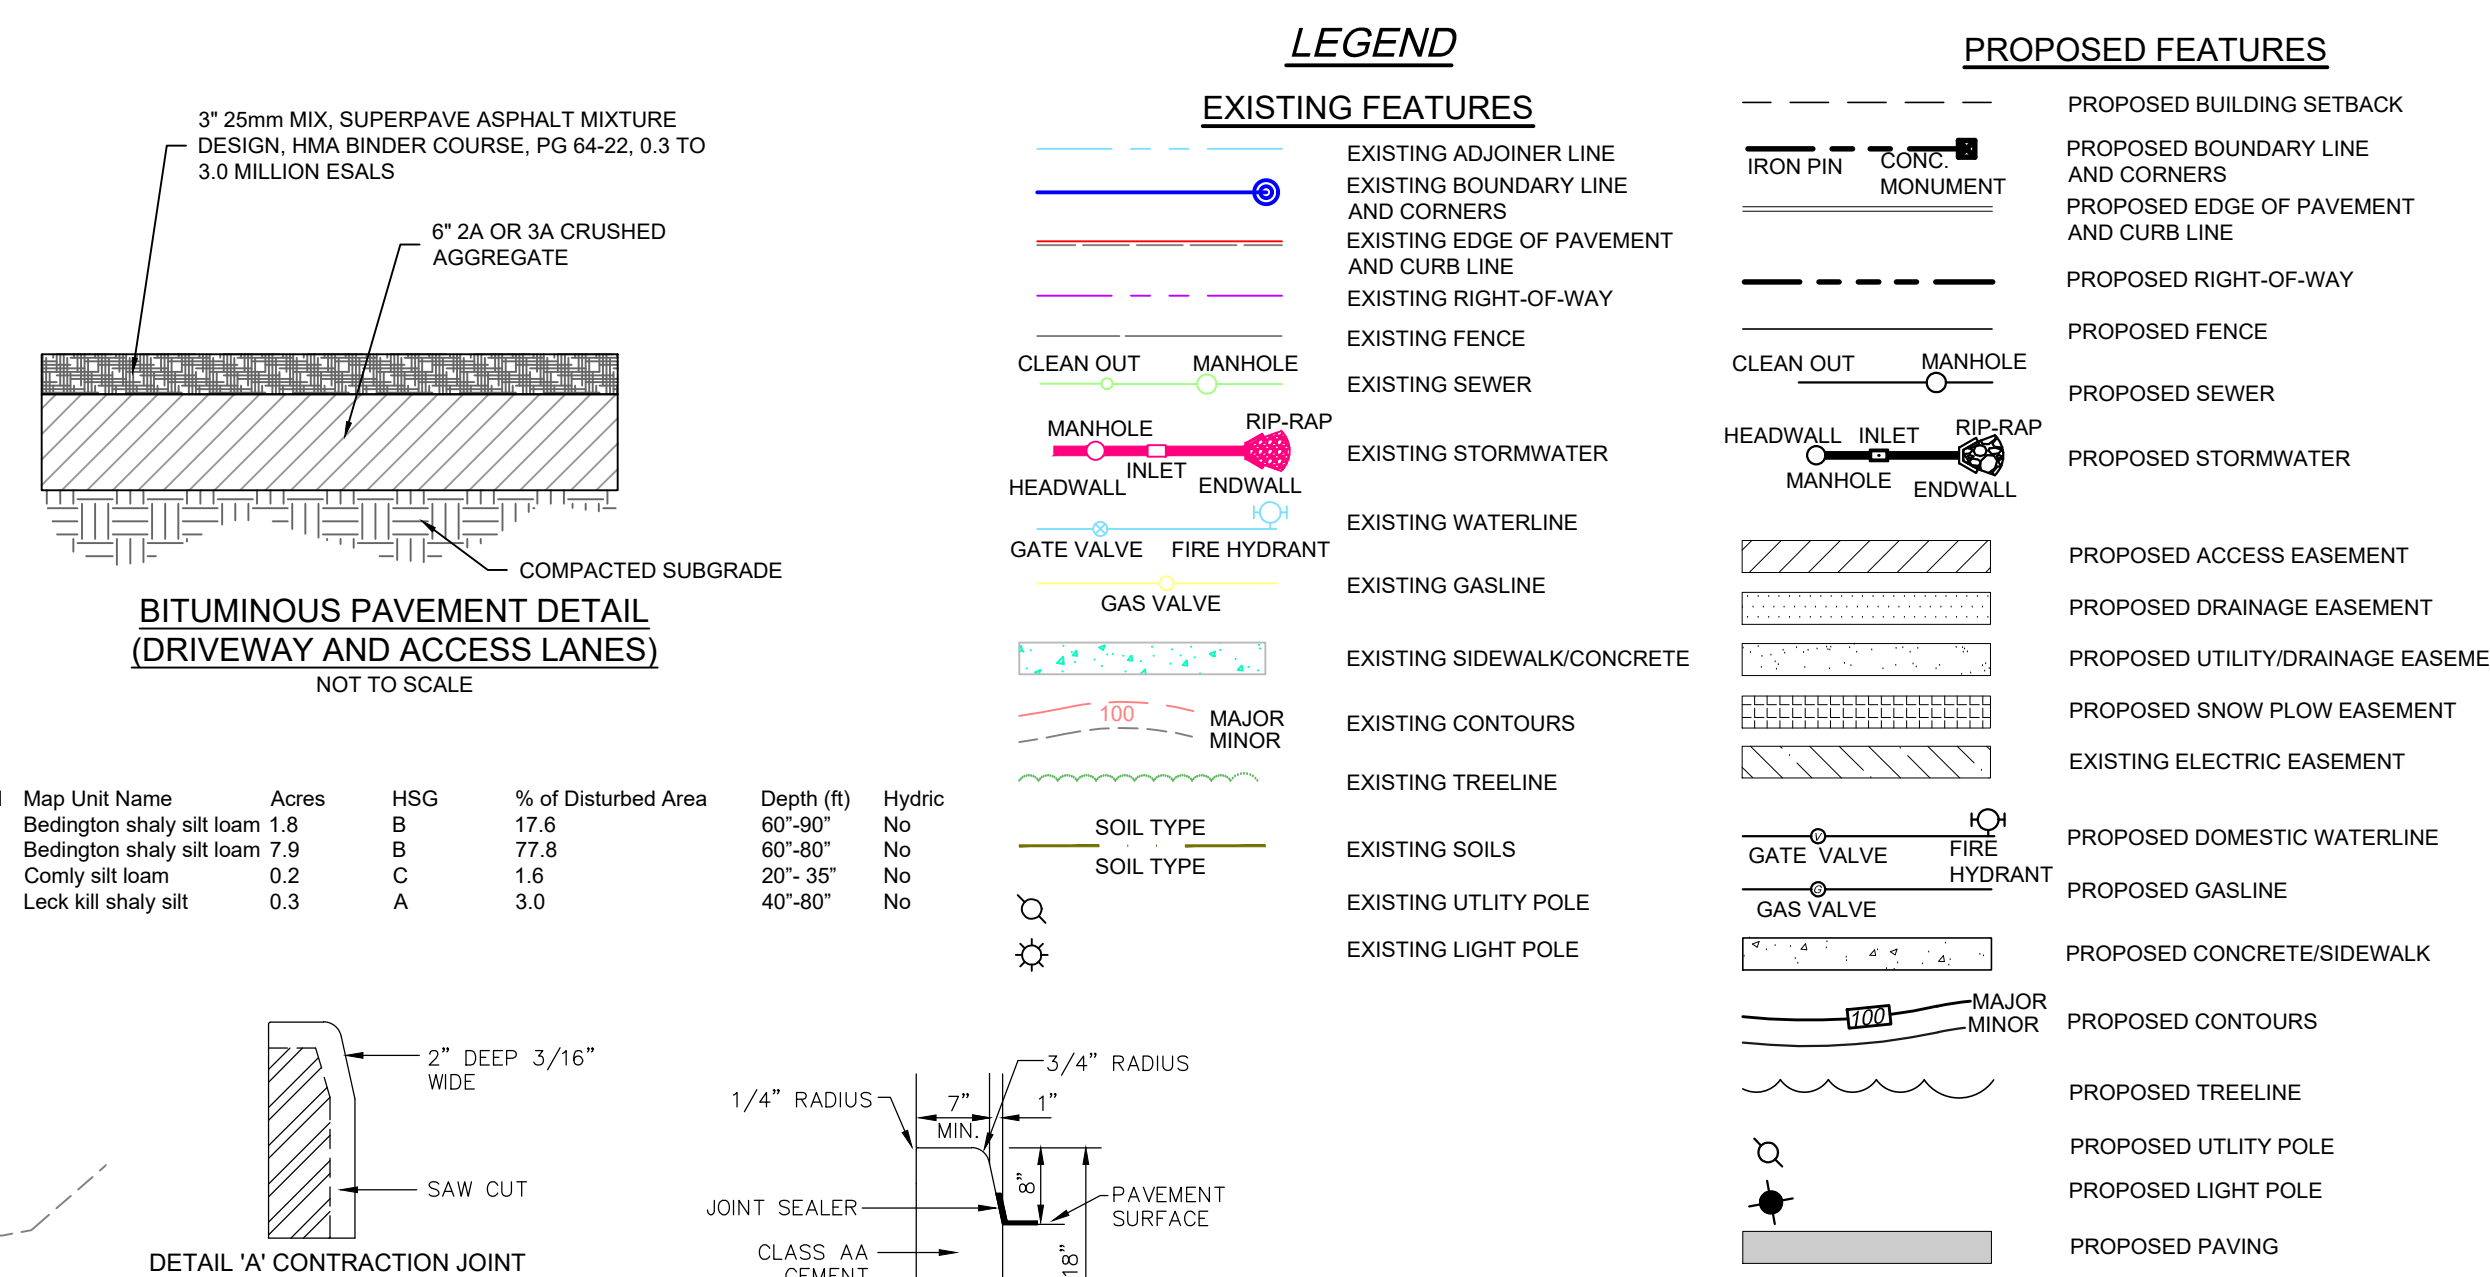 3" 25mm MIX, SUPERPAVE ASPHALT MIXTURE
DESIGN, HMA BINDER COURSE, PG 64-22, 0.3 TO
3.0 MILLION ESALS
6" 2A OR 3A CRUSHED
AGGREGATE
COMPACTED SUBGRADE
BITUMINOUS PAVEMENT DETAIL
(DRIVEWAY AND ACCESS LANES)
NOT TO SCALE
Map Unit Name Acres HSG % of Disturbed Area Depth (ft) Hydric
Bedington shaly silt loam 1.8 B 17.6 60”-90” No
Bedington shaly silt loam 7.9 B 77.8 60”-80” No
Comly silt loam 0.2 C 1.6 20”- 35” No
Leck kill shaly silt 0.3 A 3.0 40”-80” No
2” DEEP 3/16”
WIDE
SAW CUT
DETAIL 'A' CONTRACTION JOINT
3/4” RADIUS
1/4” RADIUS
7” 1”
MIN.
8”
JOINT SEALER
PAVEMENT
SURFACE
CLASS AA
CEMENT
18”
LEGEND
EXISTING FEATURES
EXISTING ADJOINER LINE
EXISTING BOUNDARY LINE
AND CORNERS
EXISTING EDGE OF PAVEMENT
AND CURB LINE
EXISTING RIGHT-OF-WAY
EXISTING FENCE
CLEAN OUT MANHOLE
EXISTING SEWER
MANHOLE RIP-RAP
EXISTING STORMWATER
INLET
HEADWALL ENDWALL
EXISTING WATERLINE
GATE VALVE FIRE HYDRANT
EXISTING GASLINE
GAS VALVE
EXISTING SIDEWALK/CONCRETE
100 MAJOR
MINOR
EXISTING CONTOURS
EXISTING TREELINE
SOIL TYPE
EXISTING SOILS
SOIL TYPE
EXISTING UTLITY POLE
EXISTING LIGHT POLE
PROPOSED FEATURES
PROPOSED BUILDING SETBACK
IRON PIN CONC.
MONUMENT
PROPOSED BOUNDARY LINE
AND CORNERS
PROPOSED EDGE OF PAVEMENT
AND CURB LINE
PROPOSED RIGHT-OF-WAY
PROPOSED FENCE
CLEAN OUT MANHOLE
PROPOSED SEWER
HEADWALL INLET RIP-RAP
PROPOSED STORMWATER
MANHOLE ENDWALL
PROPOSED ACCESS EASEMENT
PROPOSED DRAINAGE EASEMENT
PROPOSED UTILITY/DRAINAGE EASEME
PROPOSED SNOW PLOW EASEMENT
EXISTING ELECTRIC EASEMENT
V
PROPOSED DOMESTIC WATERLINE
GATE VALVE FIRE
HYDRANT
G
PROPOSED GASLINE
GAS VALVE
PROPOSED CONCRETE/SIDEWALK
100 MAJOR
MINOR
PROPOSED CONTOURS
PROPOSED TREELINE
PROPOSED UTLITY POLE
PROPOSED LIGHT POLE
PROPOSED PAVING